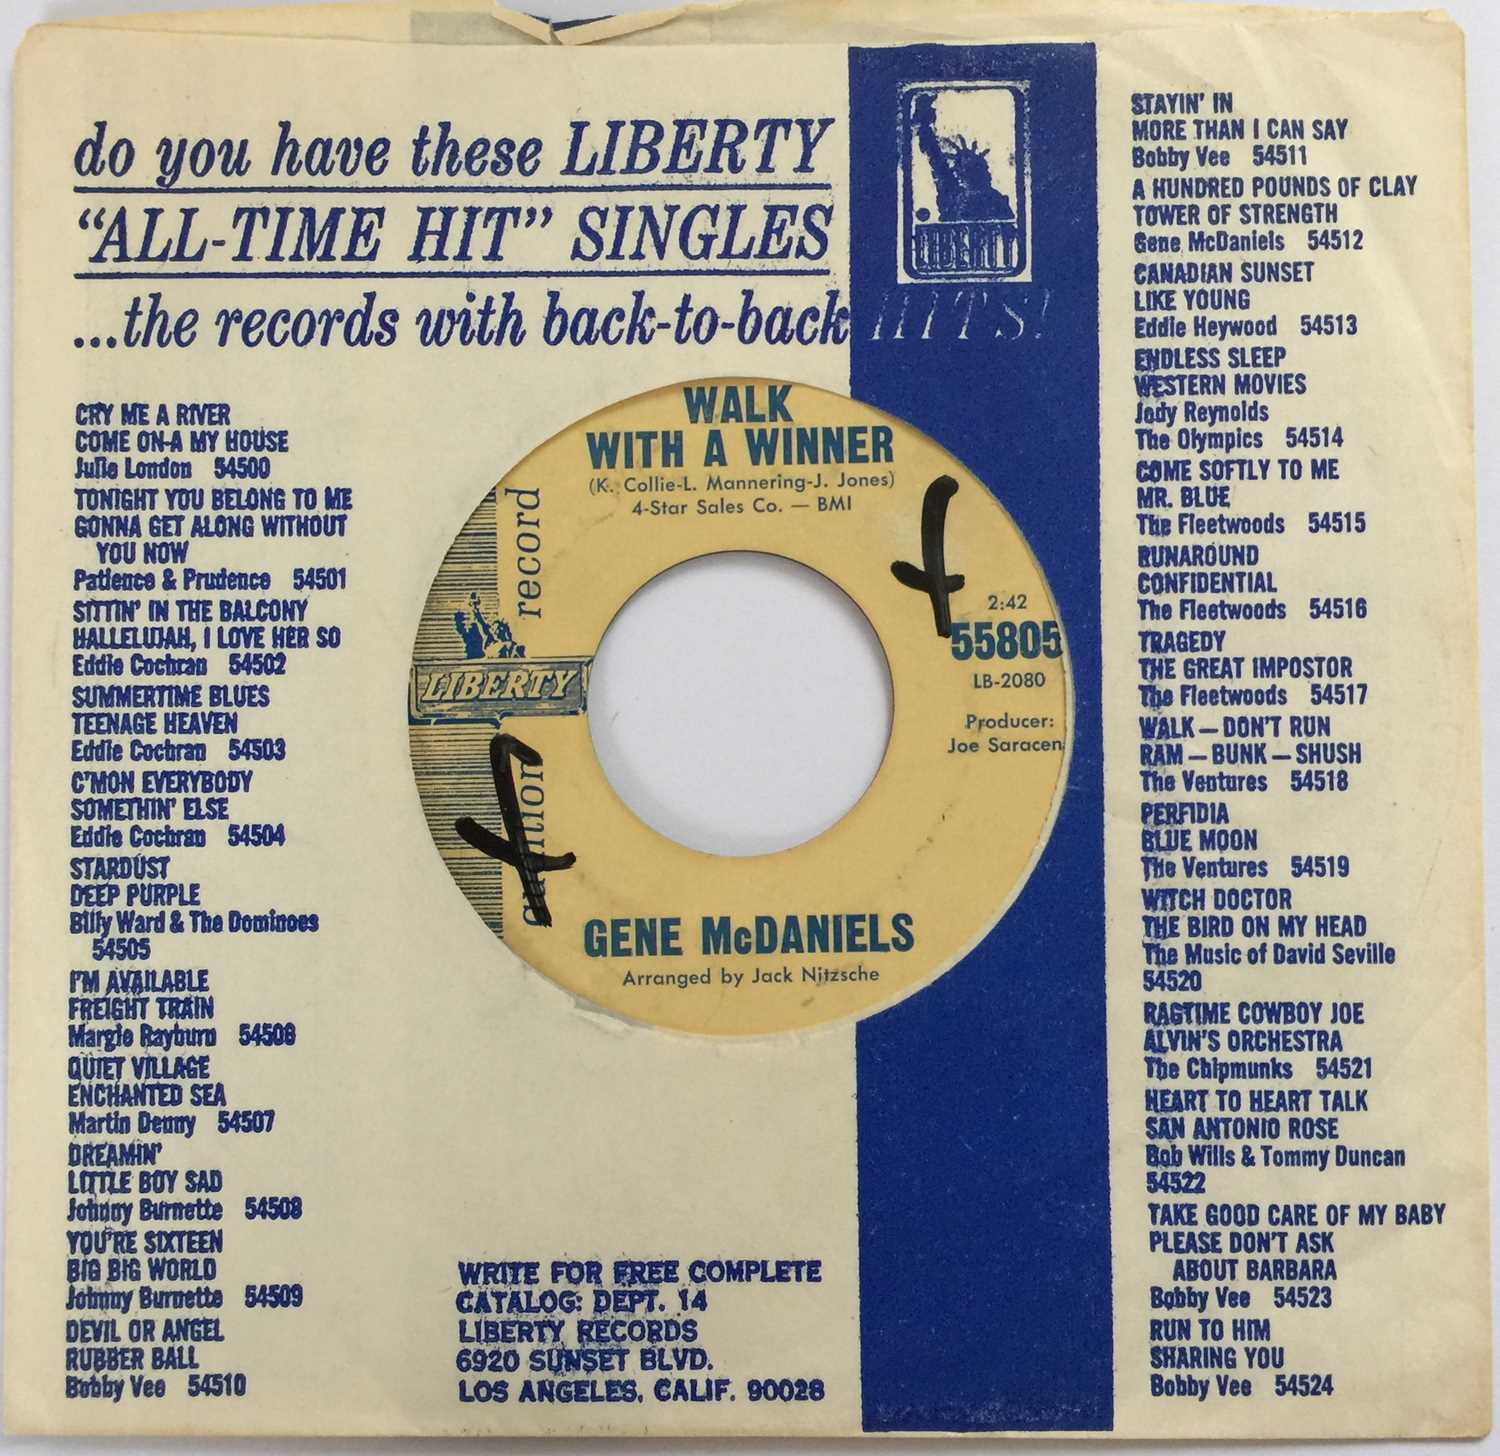 do you have these LIBERTY
"ALL-TIME HIT" SINGLES
...the records with back-to-back HITS!
LIBERTY
CRY ME A RIVER
COME ON-A MY HOUSE
Julie London 54500
TONIGHT YOU BELONG TO ME
GONNA GET ALONG WITHOUT
YOU NOW
Patience & Prudence 54501
SITTIN' IN THE BALCONY
HALLELUJAH, I LOVE HER SO
Eddie Cochran 54502
SUMMERTIME BLUES
TEENAGE HEAVEN
Eddie Cochran 54503
C'MON EVERYBODY
SOMETHIN' ELSE
Eddie Cochran 54504
STARDUST
DEEP PURPLE
Billy Ward & The Dominoes
54505
I'M AVAILABLE
FREIGHT TRAIN
Margie Rayburn 54506
QUIET VILLAGE
ENCHANTED SEA
Martin Denny 54507
DREAMIN'
LITTLE BOY SAD
Johnny Burnette 54508
YOU'RE SIXTEEN
BIG BIG WORLD
Johnny Burnette 54509
DEVIL OR ANGEL
RUBBER BALL
Bobby Vee 54510
WALK
WITH A WINNER
(K. Collie-L. Mannering-J. Jones)
4-Star Sales Co. — BMI
audition record
LIBERTY
2:42
55805
LB-2080
Producer:
Joe Saracen
GENE McDANIELS
Arranged by Jack Nitzsche
WRITE FOR FREE COMPLETE
CATALOG: DEPT. 14
LIBERTY RECORDS
6920 SUNSET BLVD.
LOS ANGELES, CALIF. 90028
STAYIN' IN
MORE THAN I CAN SAY
Bobby Vee 54511
A HUNDRED POUNDS OF CLAY
TOWER OF STRENGTH
Gene McDaniels 54512
CANADIAN SUNSET
LIKE YOUNG
Eddie Heywood 54513
ENDLESS SLEEP
WESTERN MOVIES
Jody Reynolds
The Olympics 54514
COME SOFTLY TO ME
MR. BLUE
The Fleetwoods 54515
RUNAROUND
CONFIDENTIAL
The Fleetwoods 54516
TRAGEDY
THE GREAT IMPOSTOR
The Fleetwoods 54517
WALK — DON'T RUN
RAM — BUNK — SHUSH
The Ventures 54518
PERFIDIA
BLUE MOON
The Ventures 54519
WITCH DOCTOR
THE BIRD ON MY HEAD
The Music of David Seville
54520
RAGTIME COWBOY JOE
ALVIN'S ORCHESTRA
The Chipmunks 54521
HEART TO HEART TALK
SAN ANTONIO ROSE
Bob Wills & Tommy Duncan
54522
TAKE GOOD CARE OF MY BABY
PLEASE DON'T ASK
ABOUT BARBARA
Bobby Vee 54523
RUN TO HIM
SHARING YOU
Bobby Vee 54524